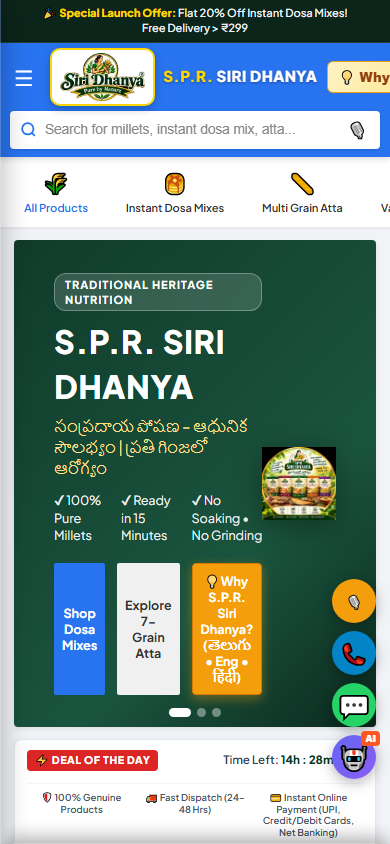 Special Launch Offer: Flat 20% Off Instant Dosa Mixes!
Free Delivery > ₹299
Siri Dhanya
Pure by Nature
S.P.R. SIRI DHANYA
Why
Search for millets, instant dosa mix, atta...
All Products
Instant Dosa Mixes
Multi Grain Atta
Va
TRADITIONAL HERITAGE
NUTRITION
S.P.R. SIRI
DHANYA
సంప్రదాయ పోషణ – ఆధునిక
సౌలభ్యం | ప్రతి గింజలో
ఆరోగ్యం
✓ 100%
Pure
Millets
✓ Ready
in 15
Minutes
✓ No
Soaking •
No Grinding
SIRI DHANYA
Shop
Dosa
Mixes
Explore
7-
Grain
Atta
Why
S.P.R.
Siri
Dhanya?
(తెలుగు
• Eng •
हिंदी)
AI
DEAL OF THE DAY
Time Left: 14h : 28m
100% Genuine
Products
Fast Dispatch (24–
48 Hrs)
Instant Online
Payment (UPI,
Credit/Debit Cards,
Net Banking)